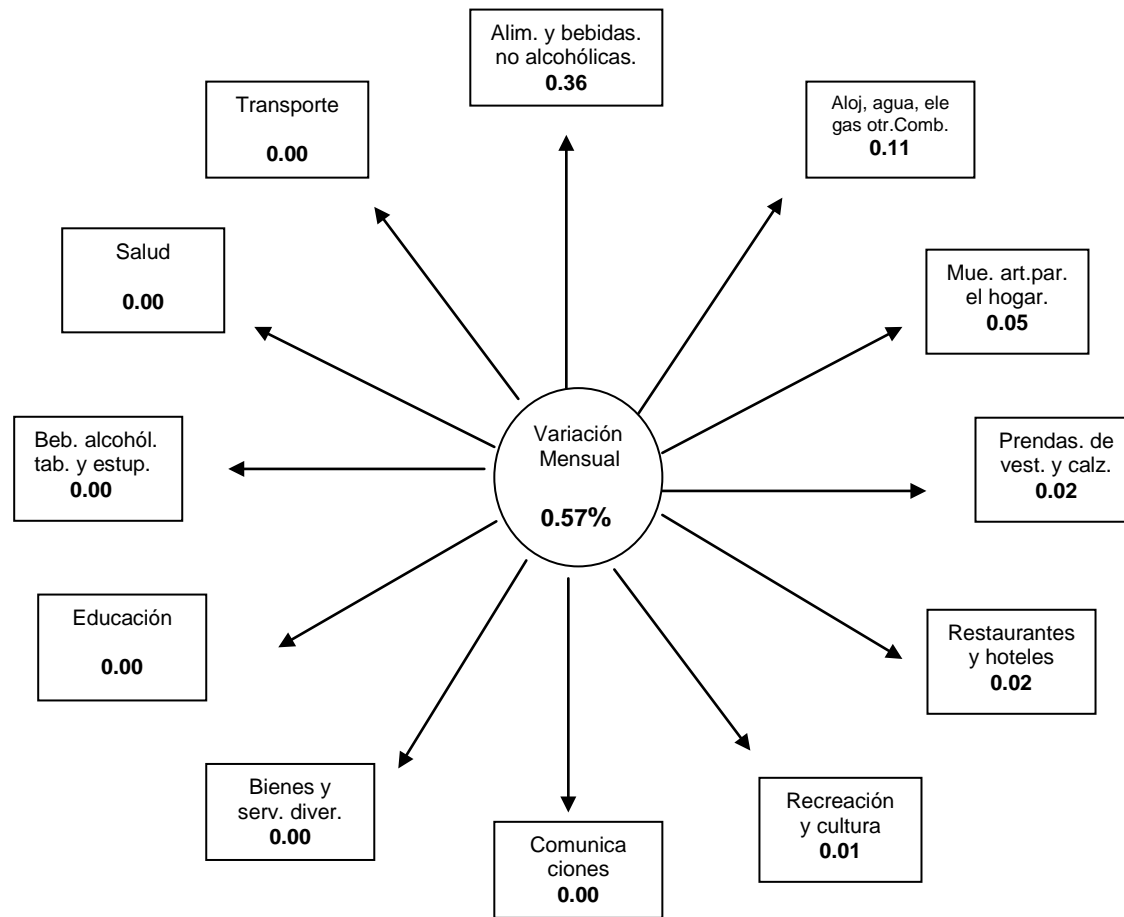 Alim. y bebidas.
no alcohólicas.
0.36
Aloj, agua, ele
gas otr.Comb.
0.11
Mue. art.par.
el hogar.
0.05
Prendas. de
vest. y calz.
0.02
Restaurantes
y hoteles
0.02
Recreación
y cultura
0.01
Comunica
ciones
0.00
Bienes y
serv. diver.
0.00
Educación
0.00
Beb. alcohól.
tab. y estup.
0.00
Salud
0.00
Transporte
0.00
Variación
Mensual
0.57%